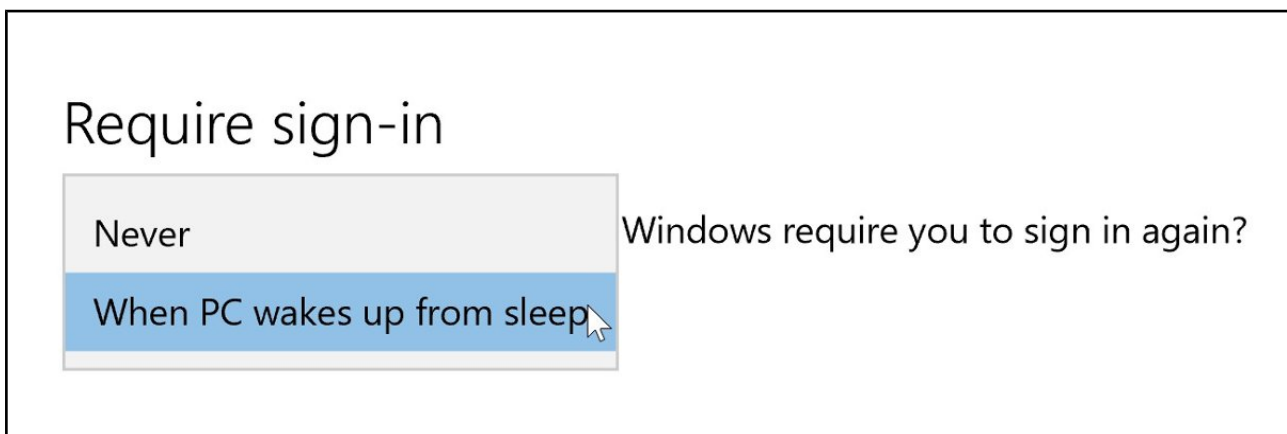 Require sign-in
Never
Windows require you to sign in again?
When PC wakes up from sleep